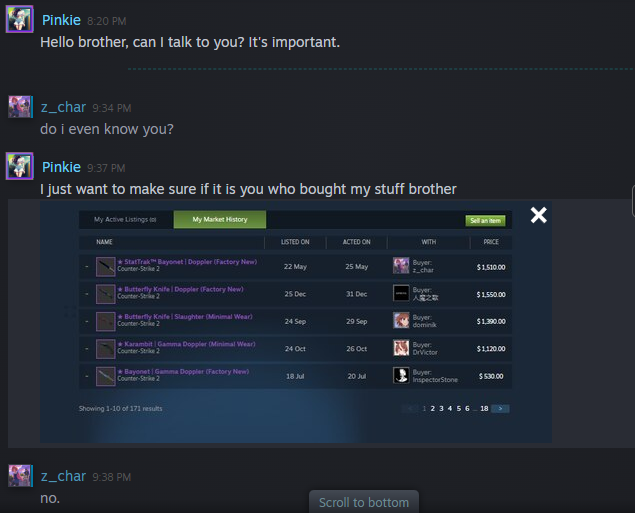 Pinkie 8:20 PM
Hello brother, can I talk to you? It's important.
z_char 9:34 PM
do i even know you?
Pinkie 9:37 PM
I just want to make sure if it is you who bought my stuff brother
My Active Listings (0) My Market History Sell an item
NAME LISTED ON ACTED ON WITH PRICE
★ StatTrak™ Bayonet | Doppler (Factory New)
Counter-Strike 2
22 May 25 May Buyer:
z_char
$ 1,510.00
★ Butterfly Knife | Doppler (Factory New)
Counter-Strike 2
25 Dec 31 Dec Buyer:
人魔之耿
$ 1,550.00
★ Butterfly Knife | Slaughter (Minimal Wear)
Counter-Strike 2
24 Sep 29 Sep Buyer:
dominik
$ 1,390.00
★ Karambit | Gamma Doppler (Minimal Wear)
Counter-Strike 2
24 Oct 26 Oct Buyer:
DrVictor
$ 1,120.00
★ Bayonet | Gamma Doppler (Factory New)
Counter-Strike 2
18 Jul 20 Jul Buyer:
InspectorStone
$ 530.00
Showing 1-10 of 171 results < 1 2 3 4 5 6 ... 18 >
z_char 9:38 PM
no.
Scroll to bottom